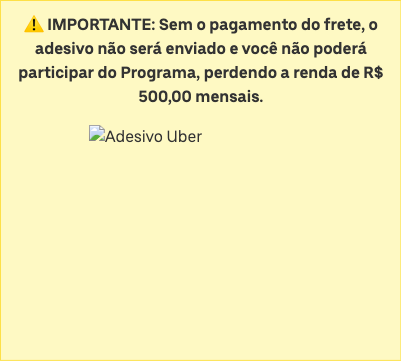 ⚠️ IMPORTANTE: Sem o pagamento do frete, o
adesivo não será enviado e você não poderá
participar do Programa, perdendo a renda de R$
500,00 mensais.
Adesivo Uber